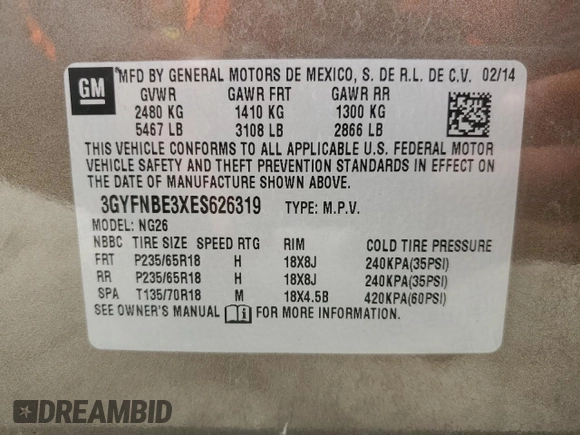 GM
MFD BY GENERAL MOTORS DE MEXICO, S. DE R.L. DE C.V. 02/14
GVWR GAWR FRT GAWR RR
2480 KG 1410 KG 1300 KG
5467 LB 3108 LB 2866 LB
THIS VEHICLE CONFORMS TO ALL APPLICABLE U.S. FEDERAL MOTOR
VEHICLE SAFETY AND THEFT PREVENTION STANDARDS IN EFFECT ON
THE DATE OF MANUFACTURE SHOWN ABOVE.
3GYFNBE3XES626319 TYPE: M.P.V.
MODEL: NG26
NBBC TIRE SIZE SPEED RTG RIM COLD TIRE PRESSURE
FRT P235/65R18 H 18X8J 240KPA(35PSI)
RR P235/65R18 H 18X8J 240KPA(35PSI)
SPA T135/70R18 M 18X4.5B 420KPA(60PSI)
SEE OWNER'S MANUAL i FOR MORE INFORMATION.
DREAMBID